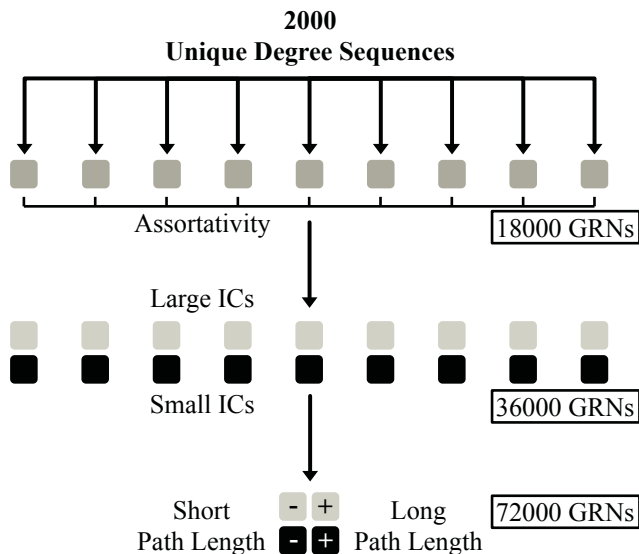 2000
Unique Degree Sequences
Assortativity
18000 GRNs
Large ICs
Small ICs
36000 GRNs
Short
Path Length
- +
- +
Long
Path Length
72000 GRNs